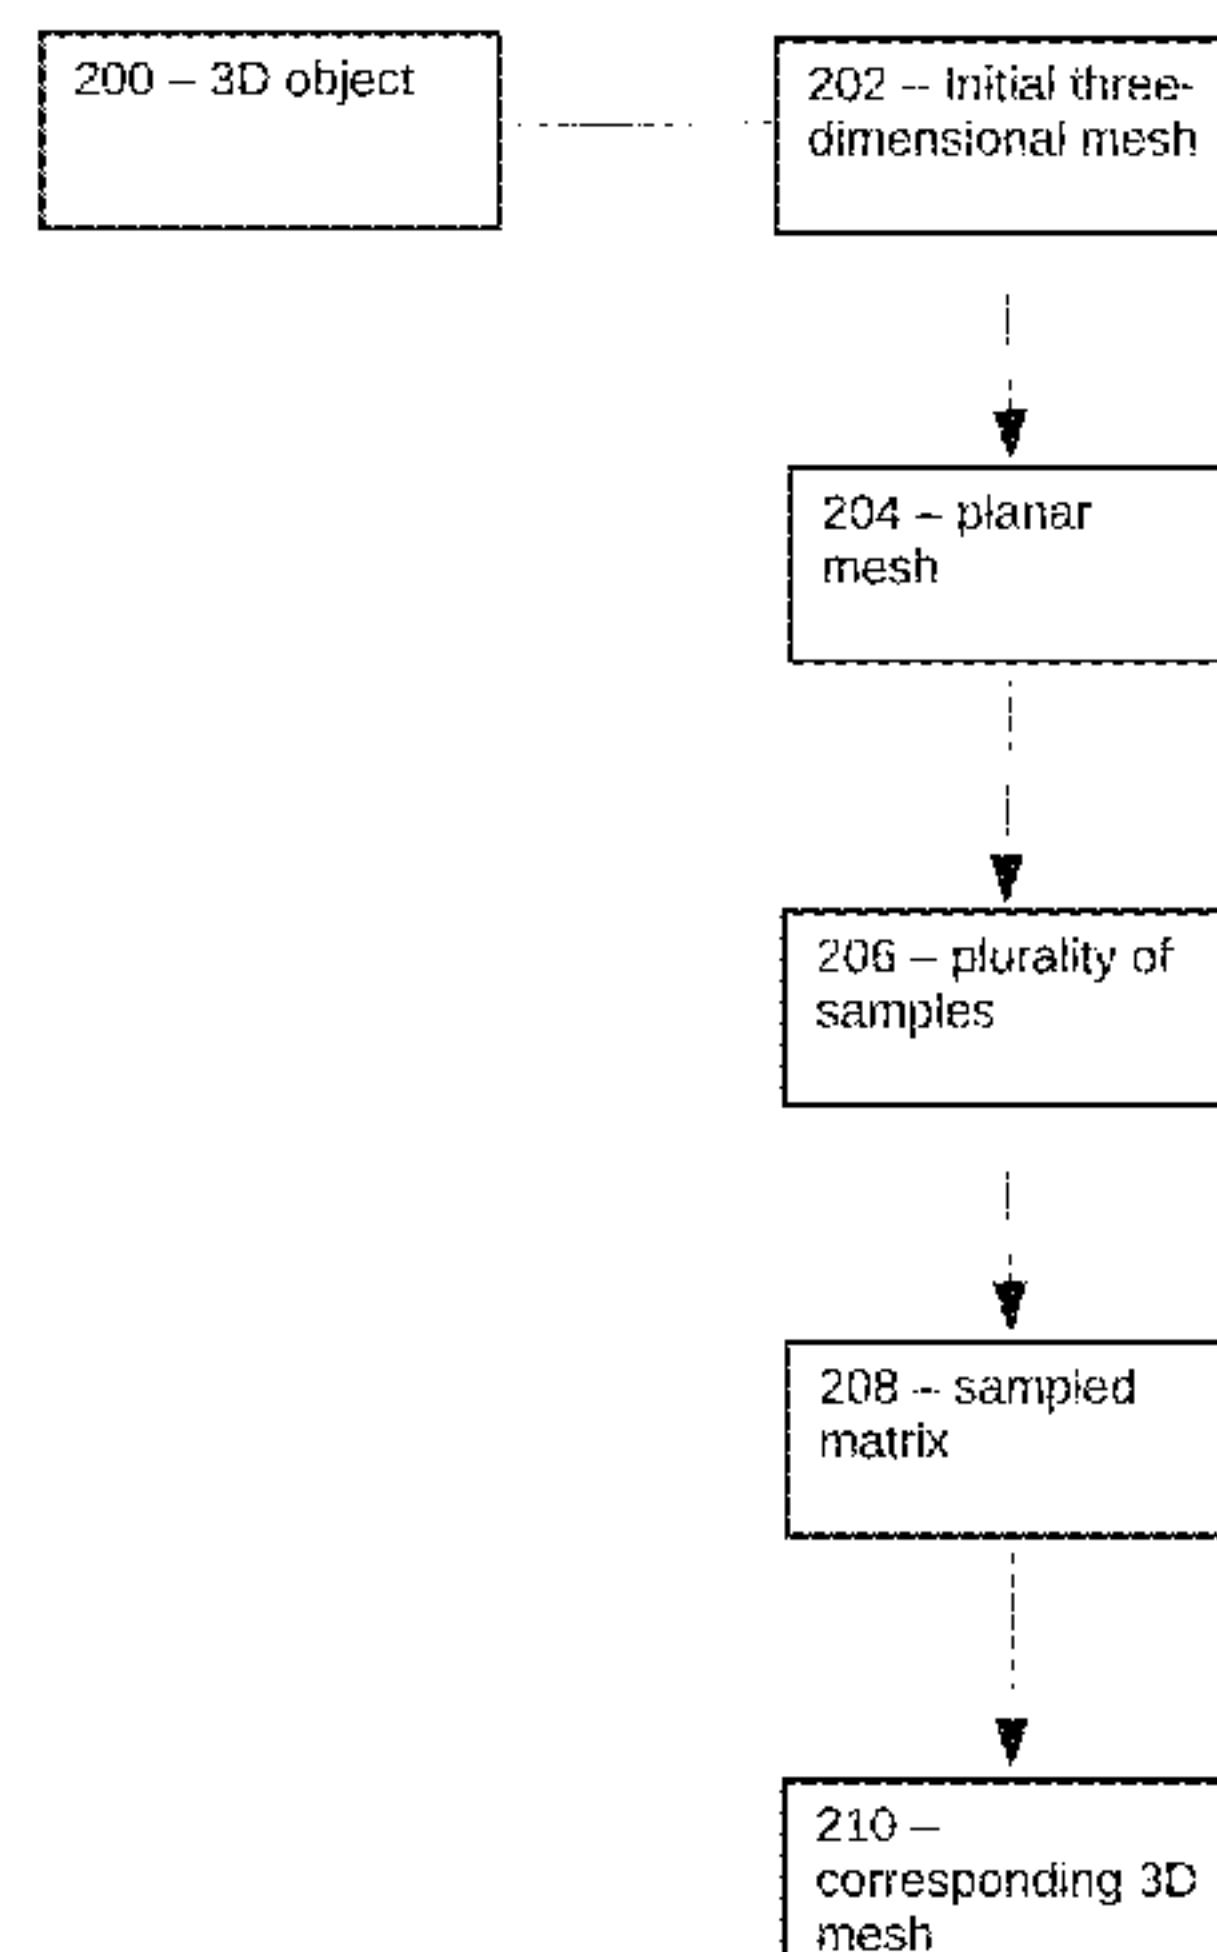 200 – 3D object
202 – Initial three-
dimensional mesh
204 – planar
mesh
206 – plurality of
samples
208 – sampled
matrix
210 –
corresponding 3D
mesh